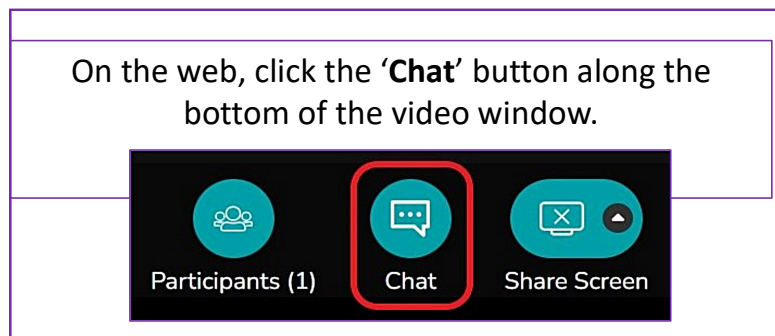 On the web, click the ‘Chat’ button along the
bottom of the video window.
Participants (1) Chat Share Screen